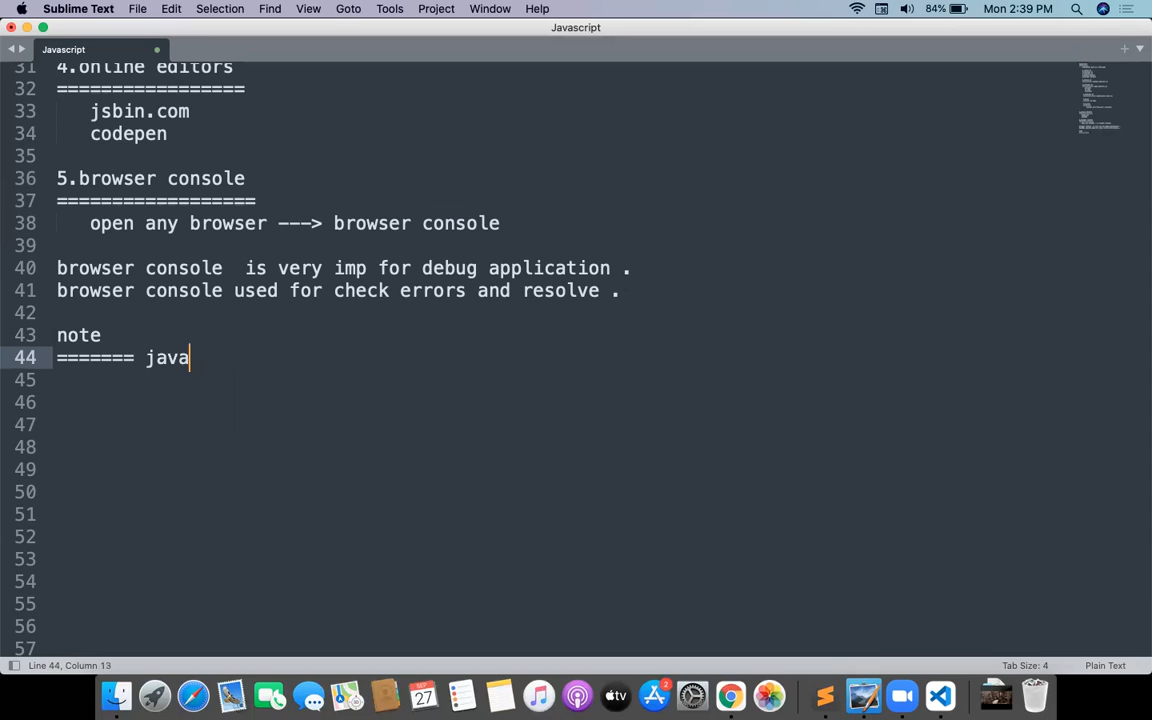 Sublime Text File Edit Selection Find View Goto Tools Project Window Help 84% Mon 2:39 PM
Javascript
Javascript
31 4.online editors
32 ================
33 jsbin.com
34 codepen
35
36 5.browser console
37 ==================
38 open any browser ---> browser console
39
40 browser console  is very imp for debug application .
41 browser console used for check errors and resolve .
42
43 note
44 ======= java
45
46
47
48
49
50
51
52
53
54
55
56
57
Line 44, Column 13 Tab Size: 4 Plain Text
SEP
27
tv
2